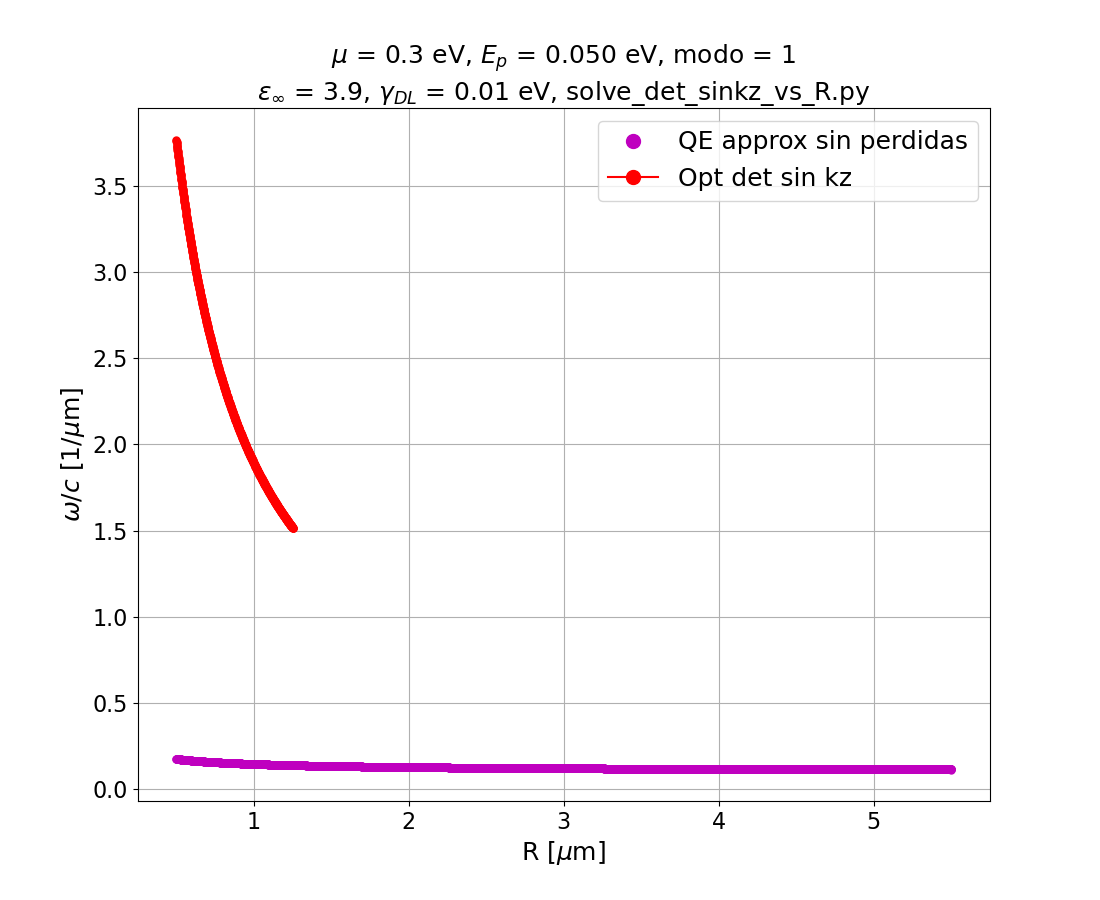 μ = 0.3 eV, E_p = 0.050 eV, modo = 1
ε_∞ = 3.9, γ_DL = 0.01 eV, solve_det_sinkz_vs_R.py
QE approx sin perdidas
Opt det sin kz
3.5
3.0
2.5
2.0
1.5
1.0
0.5
0.0
ω/c [1/μm]
1 2 3 4 5
R [μm]